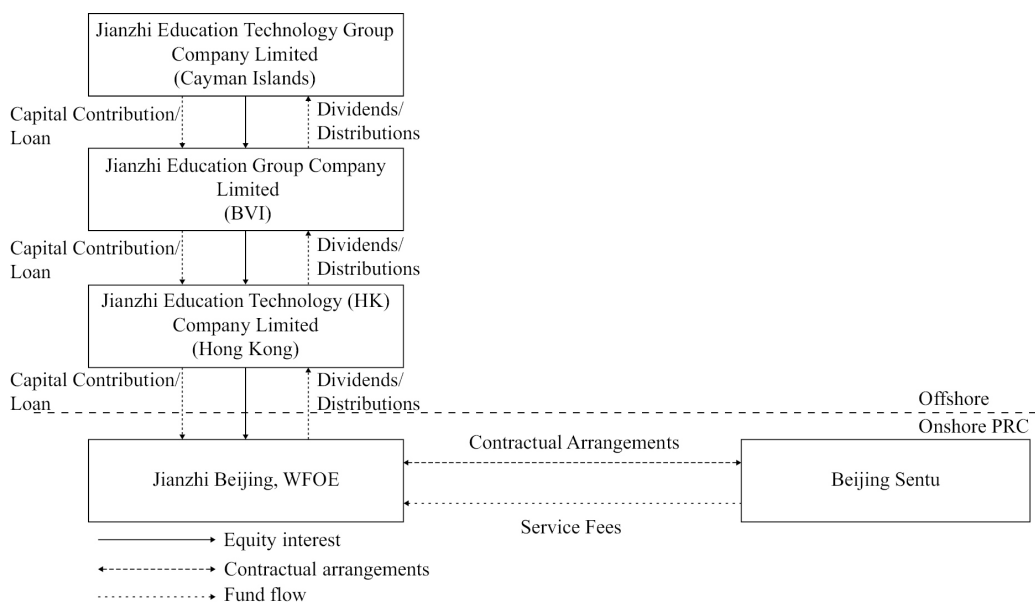 Jianzhi Education Technology Group
Company Limited
(Cayman Islands)
Capital Contribution/
Loan
Dividends/
Distributions
Jianzhi Education Group Company
Limited
(BVI)
Capital Contribution/
Loan
Dividends/
Distributions
Jianzhi Education Technology (HK)
Company Limited
(Hong Kong)
Capital Contribution/
Loan
Dividends/
Distributions
Offshore
Onshore PRC
Jianzhi Beijing, WFOE
Contractual Arrangements
Beijing Sentu
Service Fees
Equity interest
Contractual arrangements
Fund flow